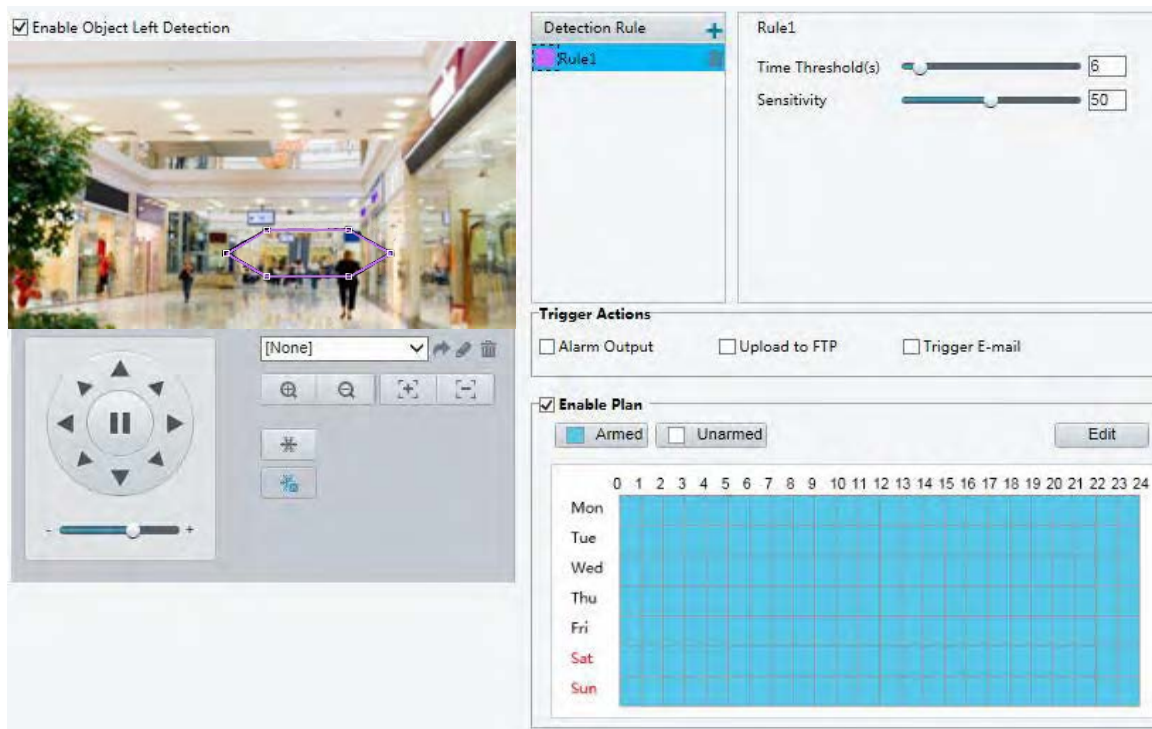 Enable Object Left Detection
Detection Rule
Rule1
Rule1
Time Threshold(s) 6
Sensitivity 50
[None]
- +
Trigger Actions
Alarm Output Upload to FTP Trigger E-mail
Enable Plan
Armed Unarmed Edit
0 1 2 3 4 5 6 7 8 9 10 11 12 13 14 15 16 17 18 19 20 21 22 23 24
Mon
Tue
Wed
Thu
Fri
Sat
Sun